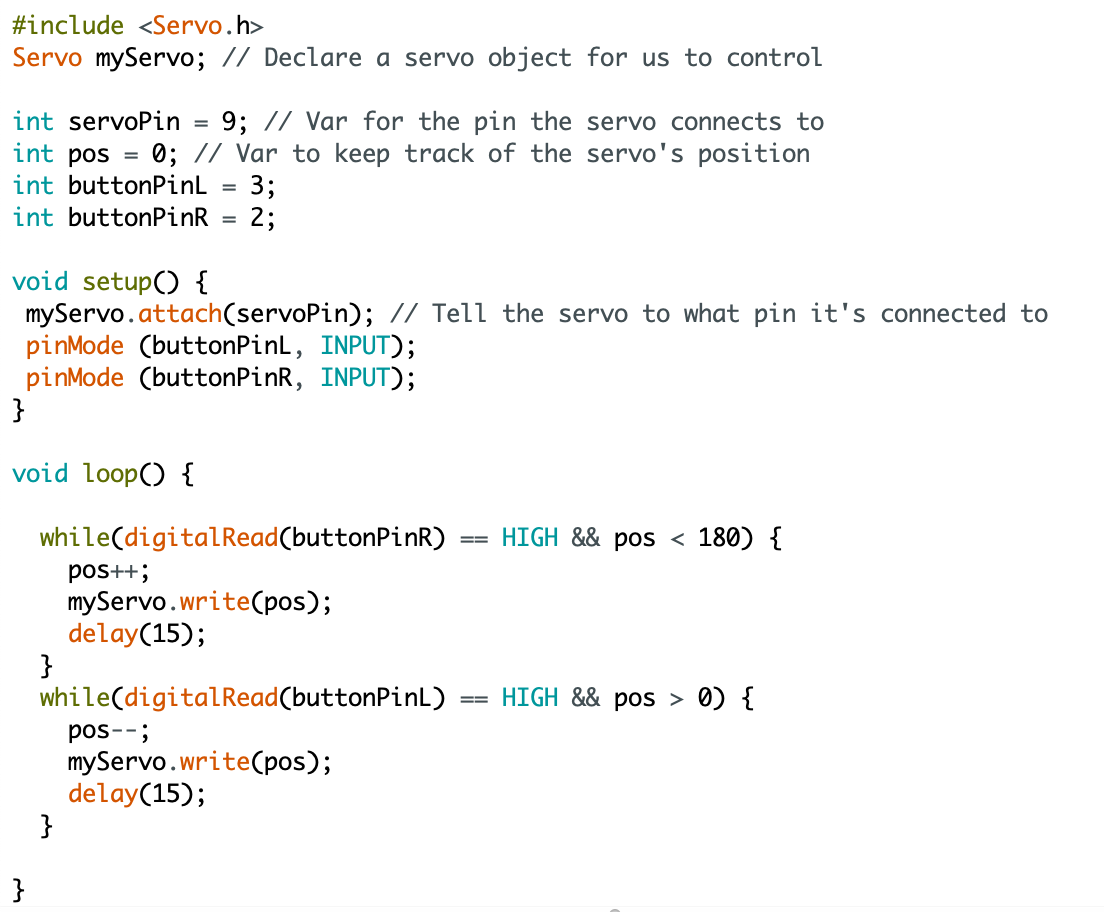 #include <Servo.h>
Servo myServo; // Declare a servo object for us to control

int servoPin = 9; // Var for the pin the servo connects to
int pos = 0; // Var to keep track of the servo's position
int buttonPinL = 3;
int buttonPinR = 2;

void setup() {
 myServo.attach(servoPin); // Tell the servo to what pin it's connected to
 pinMode (buttonPinL, INPUT);
 pinMode (buttonPinR, INPUT);
}

void loop() {

  while(digitalRead(buttonPinR) == HIGH && pos < 180) {
    pos++;
    myServo.write(pos);
    delay(15);
  }
  while(digitalRead(buttonPinL) == HIGH && pos > 0) {
    pos--;
    myServo.write(pos);
    delay(15);
  }

}